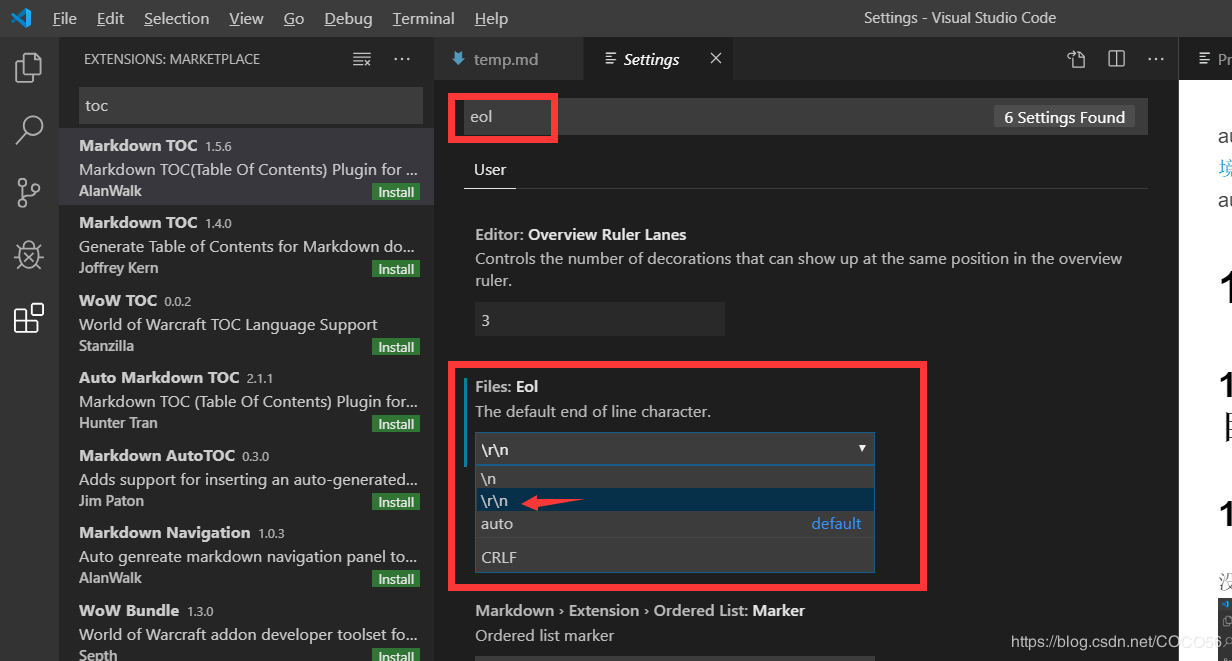 File Edit Selection View Go Debug Terminal Help
Settings - Visual Studio Code
EXTENSIONS: MARKETPLACE
toc
Markdown TOC 1.5.6
Markdown TOC(Table Of Contents) Plugin for ...
AlanWalk
Install
Markdown TOC 1.4.0
Generate Table of Contents for Markdown do...
Joffrey Kern
Install
WoW TOC 0.0.2
World of Warcraft TOC Language Support
Stanzilla
Install
Auto Markdown TOC 2.1.1
Markdown TOC (Table Of Contents) Plugin for...
Hunter Tran
Install
Markdown AutoTOC 0.3.0
Adds support for inserting an auto-generated...
Jim Paton
Install
Markdown Navigation 1.0.3
Auto genreate markdown navigation panel to...
AlanWalk
Install
WoW Bundle 1.3.0
World of Warcraft addon developer toolset fo...
Septh
Install
temp.md
Settings
eol
6 Settings Found
User
Editor: Overview Ruler Lanes
Controls the number of decorations that can show up at the same position in the overview
ruler.
3
Files: Eol
The default end of line character.
\r\n
\n
\r\n
auto default
CRLF
Markdown › Extension › Ordered List: Marker
Ordered list marker
Pr
au
境
au
1
1
1
没
https://blog.csdn.net/COCO56